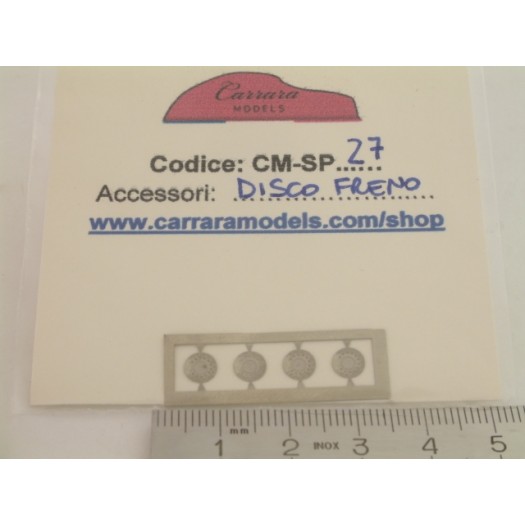 Carrara
MODELS
Codice: CM-SP...27...
Accessori: DISCO FRENO
www.carraramodels.com/shop
1 mm 2 INOX 3 4 5